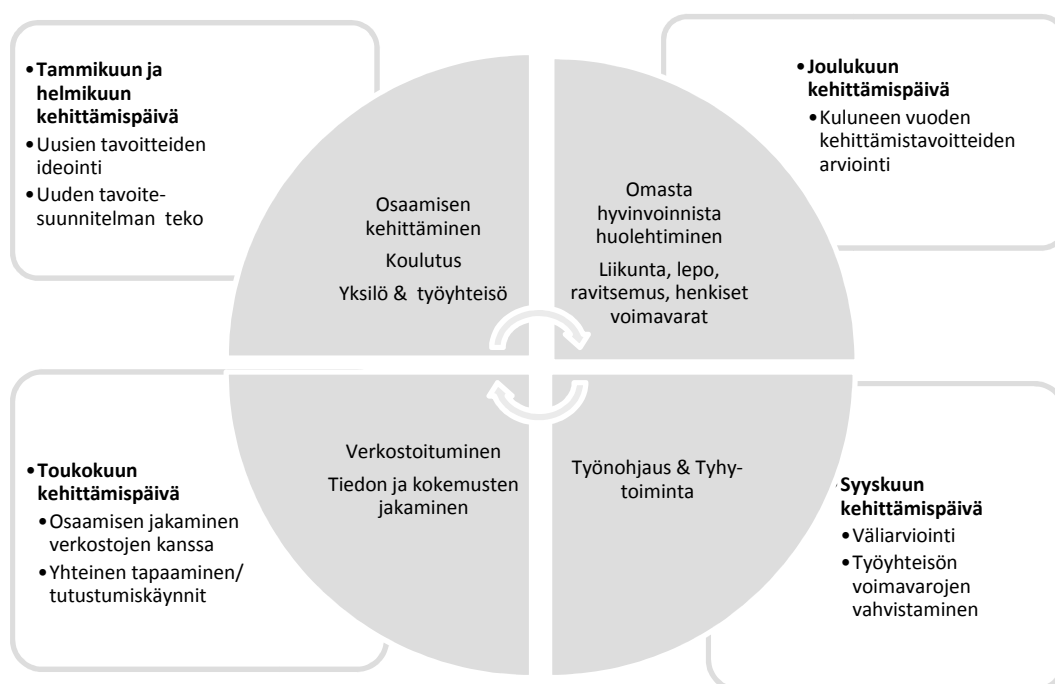 •Tammikuun ja
helmikuun
kehittämispäivä
•Uusien tavoitteiden
ideointi
•Uuden tavoite-
suunnitelman teko
Osaamisen
kehittäminen
Koulutus
Yksilö & työyhteisö
Omasta
hyvinvoinnista
huolehtiminen
Liikunta, lepo,
ravitsemus, henkiset
voimavarat
•Joulukuun
kehittämispäivä
•Kuluneen vuoden
kehittämistavoitteiden
arviointi
•Toukokuun
kehittämispäivä
•Osaamisen jakaminen
verkostojen kanssa
•Yhteinen tapaaminen/
tutustumiskäynnit
Verkostoituminen
Tiedon ja kokemusten
jakaminen
Työnohjaus & Tyhy-
toiminta
•Syyskuun
kehittämispäivä
•Väliarviointi
•Työyhteisön
voimavarojen
vahvistaminen